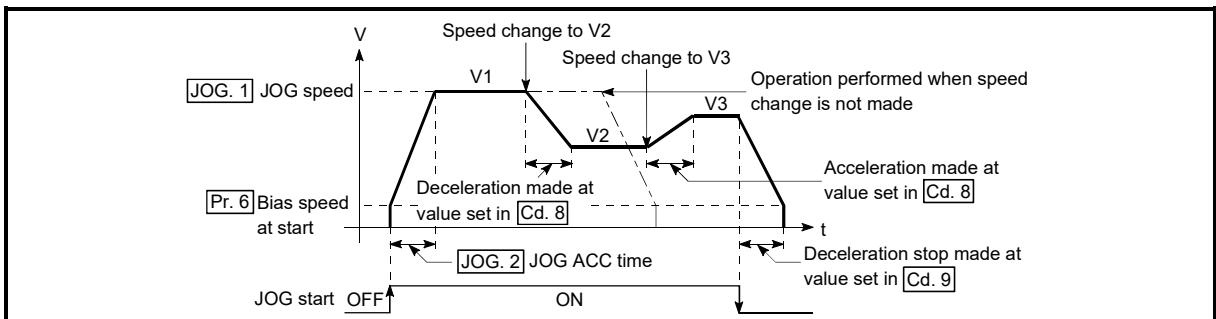 Speed change to V2
V
Speed change to V3
V1
Operation performed when speed
change is not made
JOG. 1 JOG speed
V3
V2
Acceleration made at
value set in Cd. 8
Deceleration made at
value set in Cd. 8
Pr. 6 Bias speed
at start
t
Deceleration stop made at
value set in Cd. 9
JOG. 2 JOG ACC time
JOG start OFF ON